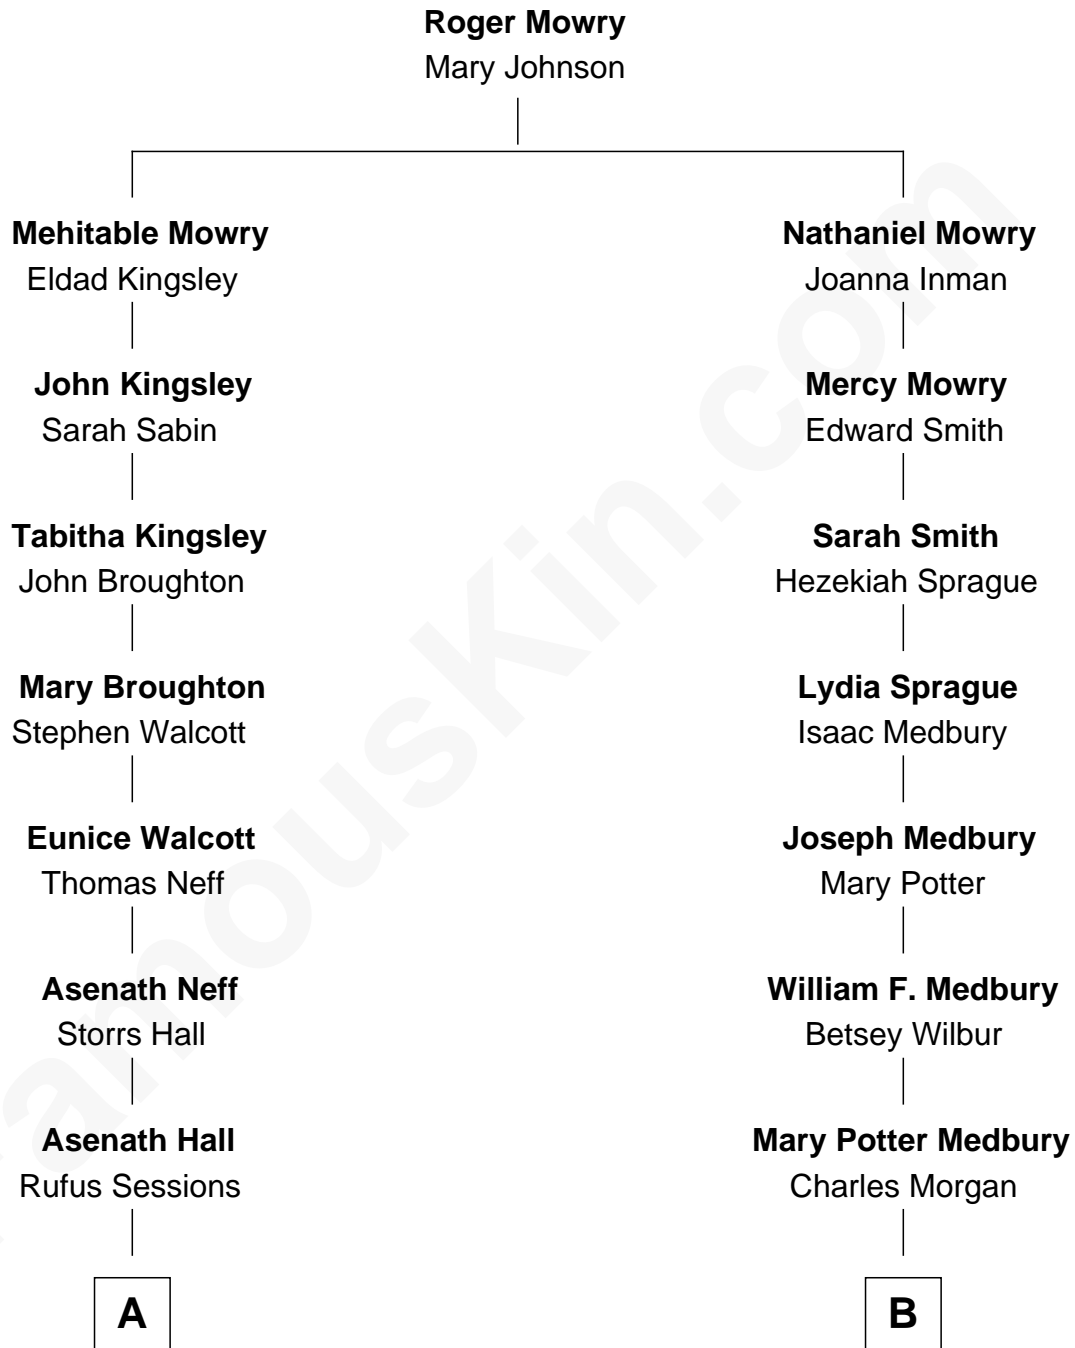 Roger Mowry
Mary Johnson
Mehitable Mowry
Eldad Kingsley
Nathaniel Mowry
Joanna Inman
John Kingsley
Sarah Sabin
Mercy Mowry
Edward Smith
Tabitha Kingsley
John Broughton
Sarah Smith
Hezekiah Sprague
Mary Broughton
Stephen Walcott
Lydia Sprague
Isaac Medbury
Eunice Walcott
Thomas Neff
Joseph Medbury
Mary Potter
Asenath Neff
Storrs Hall
William F. Medbury
Betsey Wilbur
Asenath Hall
Rufus Sessions
Mary Potter Medbury
Charles Morgan
A
B
FamousKin.com